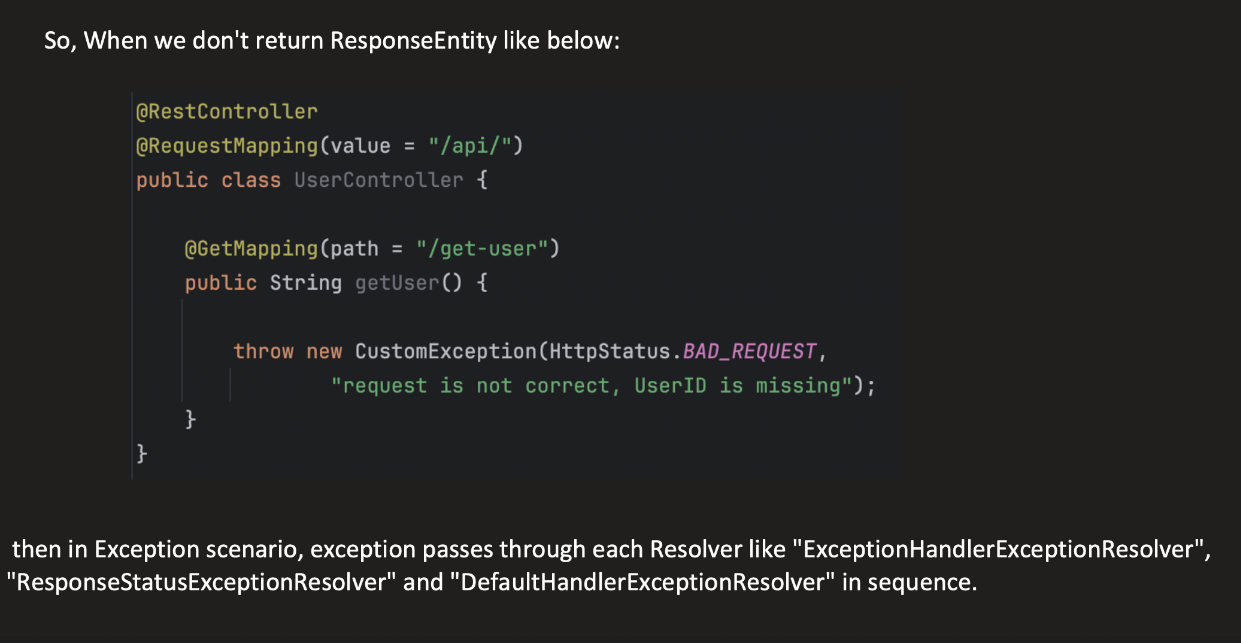 So, When we don't return ResponseEntity like below:
@RestController
@RequestMapping(value = "/api/")
public class UserController {
@GetMapping(path = "/get-user")
public String getUser() {
throw new CustomException(HttpStatus.BAD_REQUEST,
"request is not correct, UserID is missing");
}
}
then in Exception scenario, exception passes through each Resolver like "ExceptionHandlerExceptionResolver",
"ResponseStatusExceptionResolver" and "DefaultHandlerExceptionResolver" in sequence.